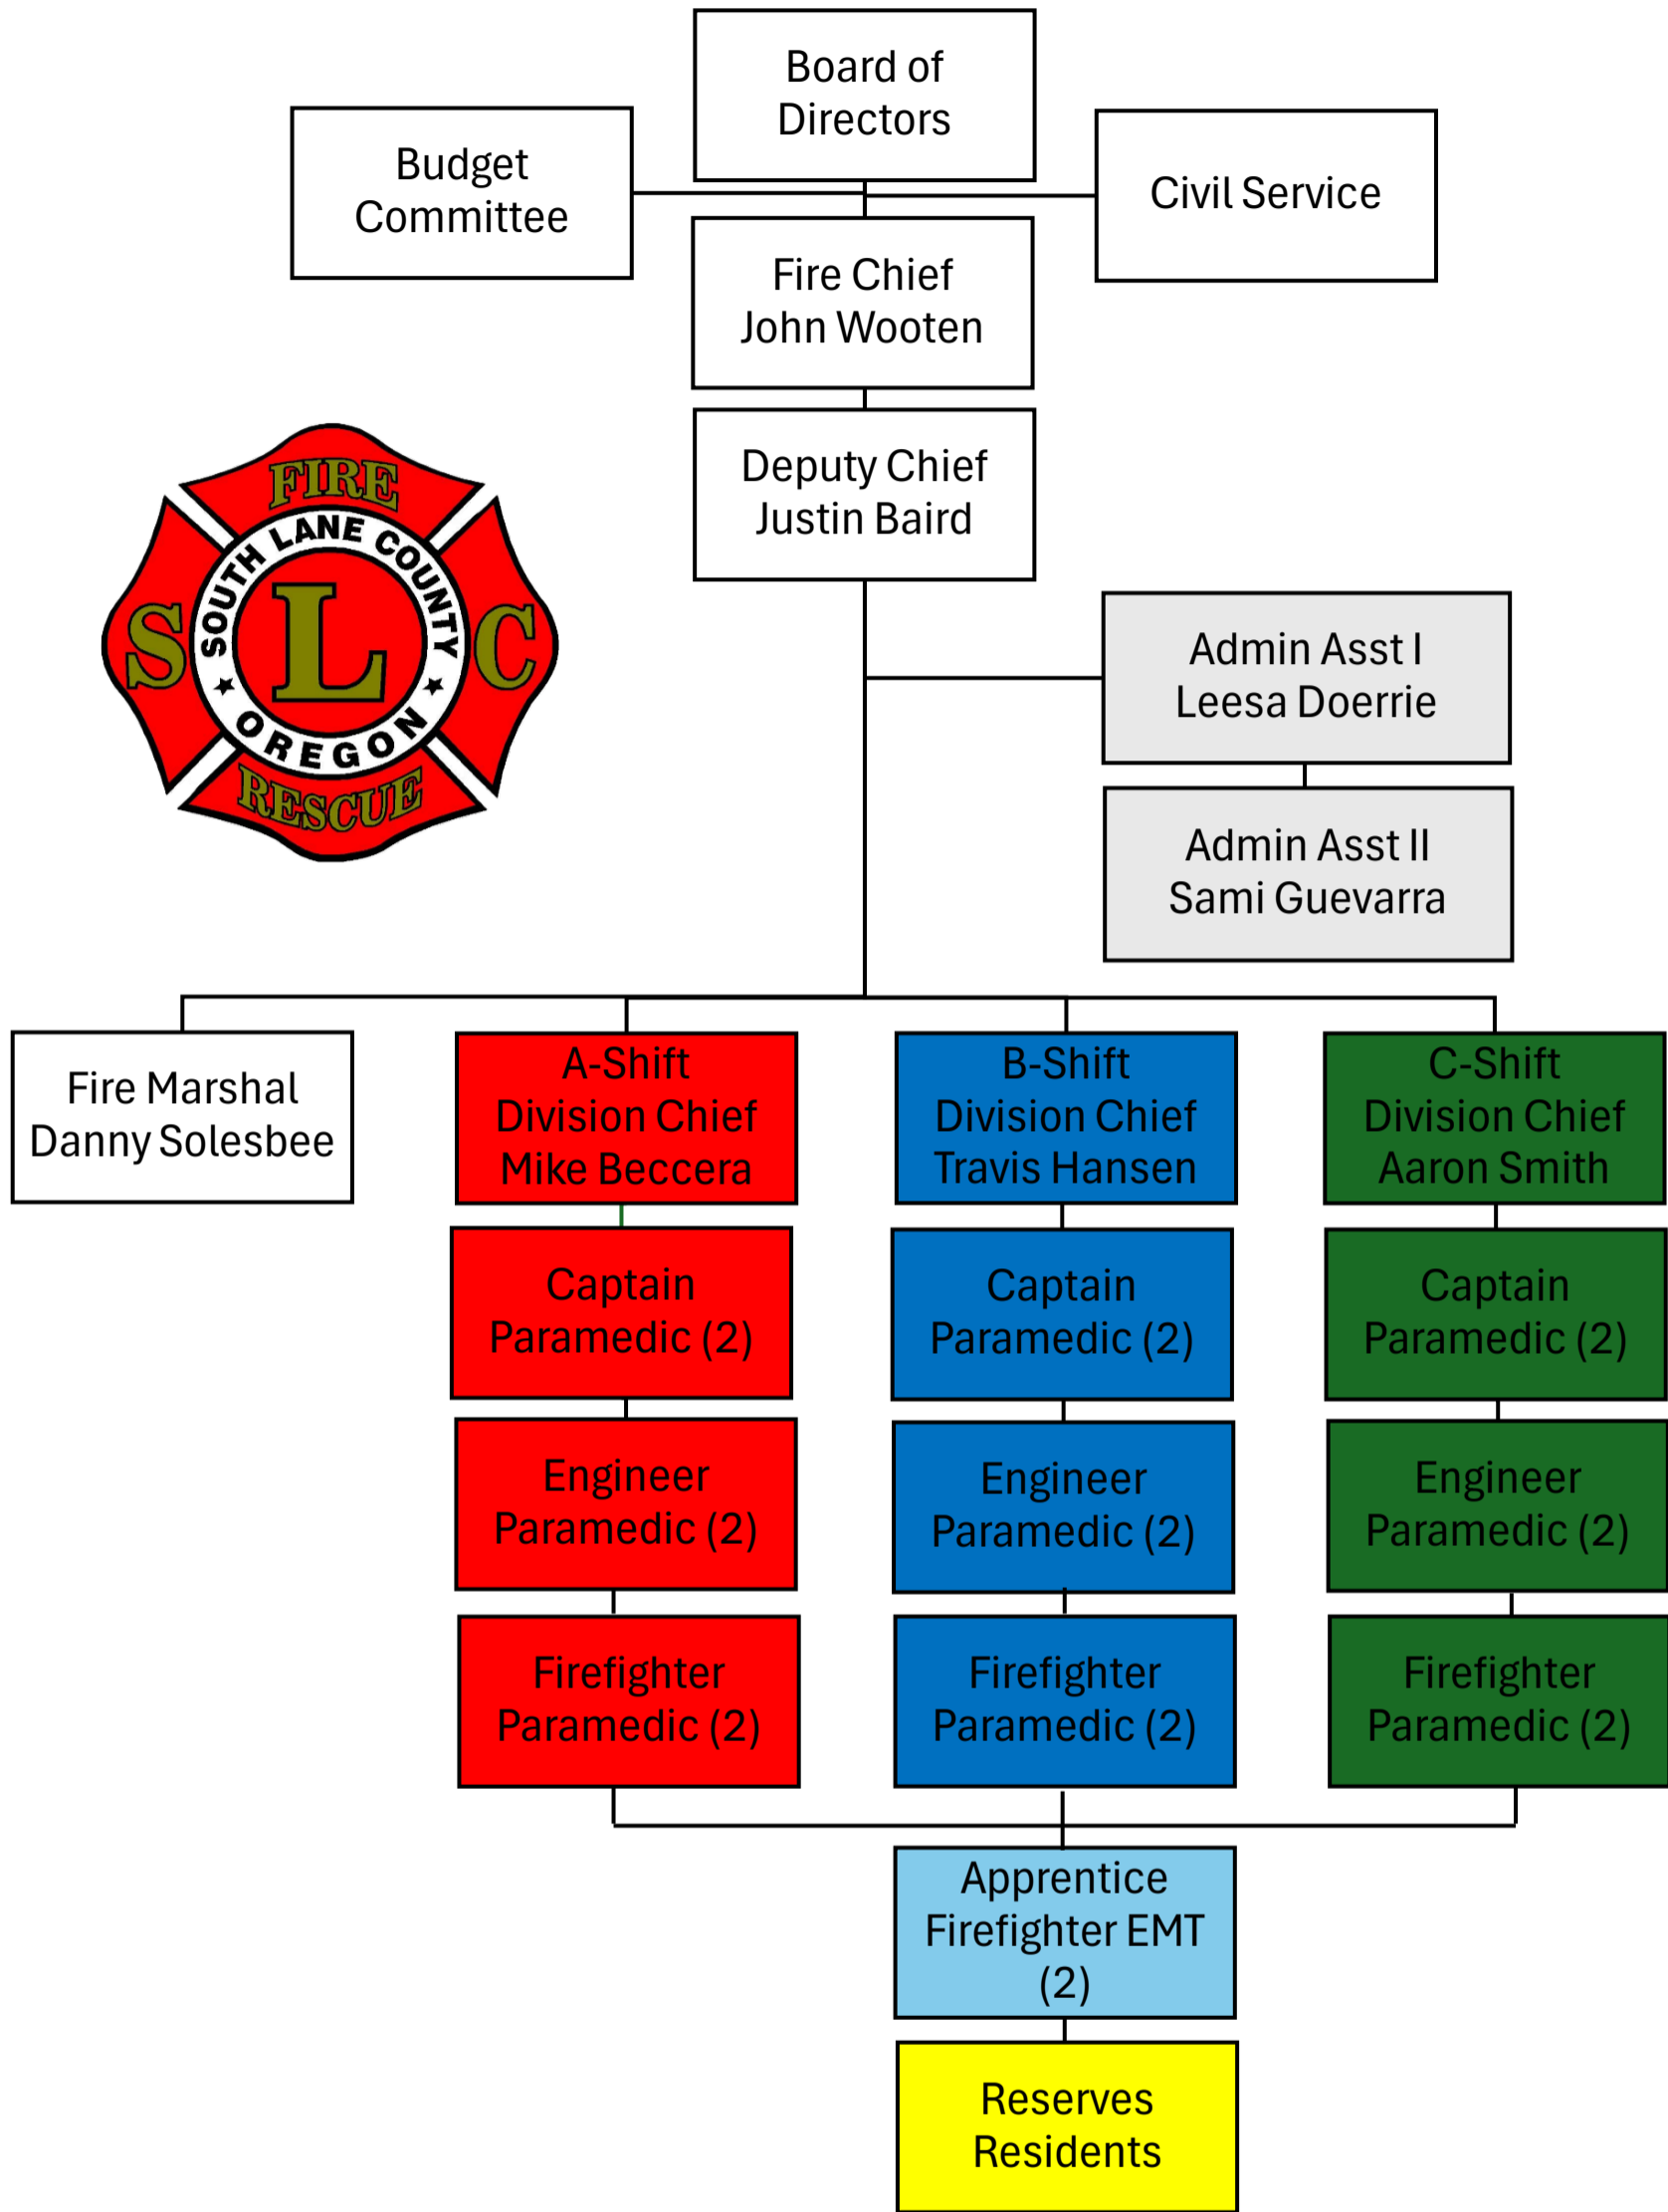 Board of
Directors
Budget
Committee
Civil Service
Fire Chief
John Wooten
Deputy Chief
Justin Baird
FIRE
SOUTH LANE COUNTY
S
L
C
OREGON
RESCUE
Admin Asst I
Leesa Doerrie
Admin Asst II
Sami Guevarra
Fire Marshal
Danny Solesbee
A-Shift
Division Chief
Mike Beccera
B-Shift
Division Chief
Travis Hansen
C-Shift
Division Chief
Aaron Smith
Captain
Paramedic (2)
Captain
Paramedic (2)
Captain
Paramedic (2)
Engineer
Paramedic (2)
Engineer
Paramedic (2)
Engineer
Paramedic (2)
Firefighter
Paramedic (2)
Firefighter
Paramedic (2)
Firefighter
Paramedic (2)
Apprentice
Firefighter EMT
(2)
Reserves
Residents